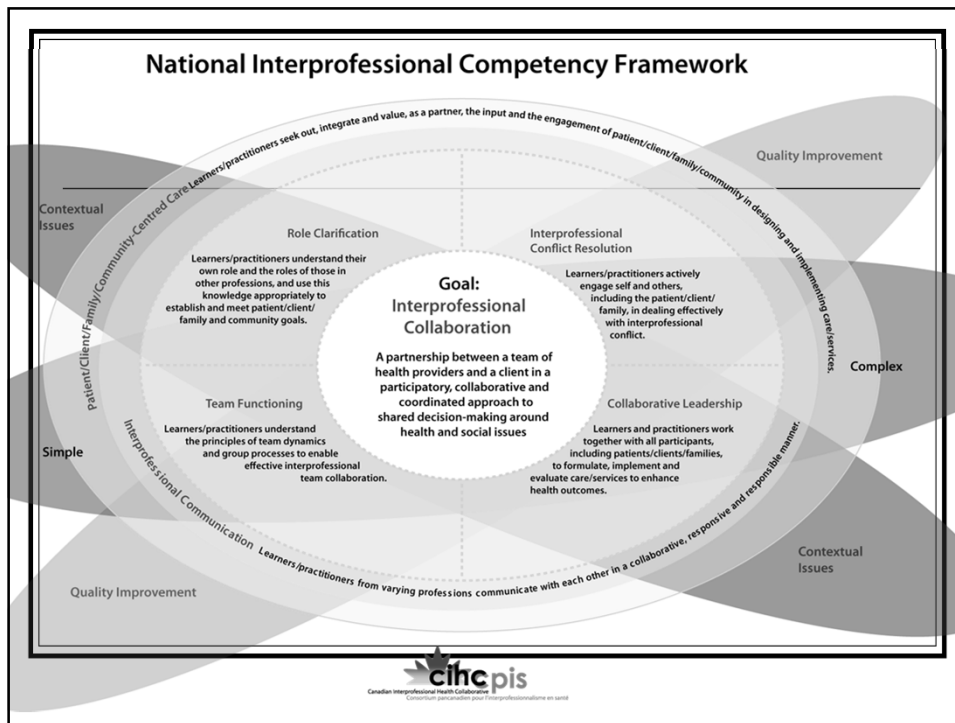 National Interprofessional Competency Framework
Patient/Client/Family/Community-Centred Care Learners/practitioners seek out, integrate and value, as a partner, the input and the engagement of patient/client/family/community in designing and implementing care/services.
Quality Improvement
Contextual
Issues
Role Clarification
Learners/practitioners understand their
own role and the roles of those in
other professions, and use this
knowledge appropriately to
establish and meet patient/client/
family and community goals.
Interprofessional
Conflict Resolution
Learners/practitioners actively
engage self and others,
including the patient/client/
family, in dealing effectively
with interprofessional
conflict.
Goal:
Interprofessional
Collaboration
A partnership between a team of
health providers and a client in a
participatory, collaborative and
coordinated approach to
shared decision-making around
health and social issues
Complex
Team Functioning
Learners/practitioners understand
the principles of team dynamics
and group processes to enable
effective interprofessional
team collaboration.
Collaborative Leadership
Learners and practitioners work
together with all participants,
including patients/clients/families,
to formulate, implement and
evaluate care/services to enhance
health outcomes.
Simple
Interprofessional Communication Learners/practitioners from varying professions communicate with each other in a collaborative, responsive and responsible manner.
Contextual
Issues
Quality Improvement
cihcpis
Canadian Interprofessional Health Collaborative
Consortium pancanadien pour l'interprofessionnalisme en santé